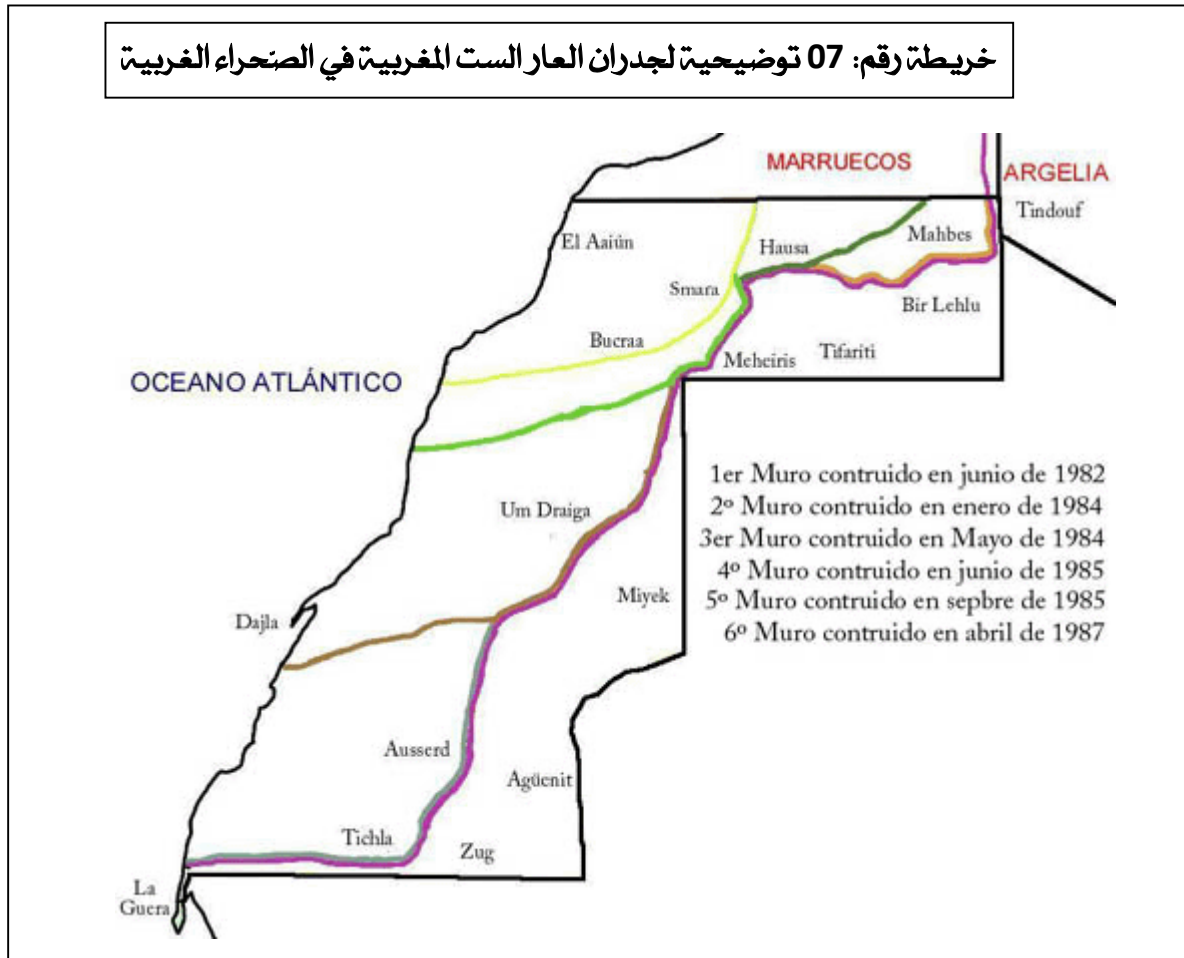 خريطة رقم: 07 توضيحية لجدران العار الست المغربية في الصّحراء الغربية
MARRUECOS
ARGELIA
Tindouf
El Aaiún
Hausa
Mahbes
Smara
Bir Lehlu
Bucraa
Meheiris
Tifariti
OCEANO ATLÁNTICO
1er Muro contruido en junio de 1982
2º Muro contruido en enero de 1984
3er Muro contruido en Mayo de 1984
4º Muro contruido en junio de 1985
5º Muro contruido en sepbre de 1985
6º Muro contruido en abril de 1987
Um Draiga
Miyek
Dajla
Ausserd
Agüenit
Tichla
Zug
La
Guera